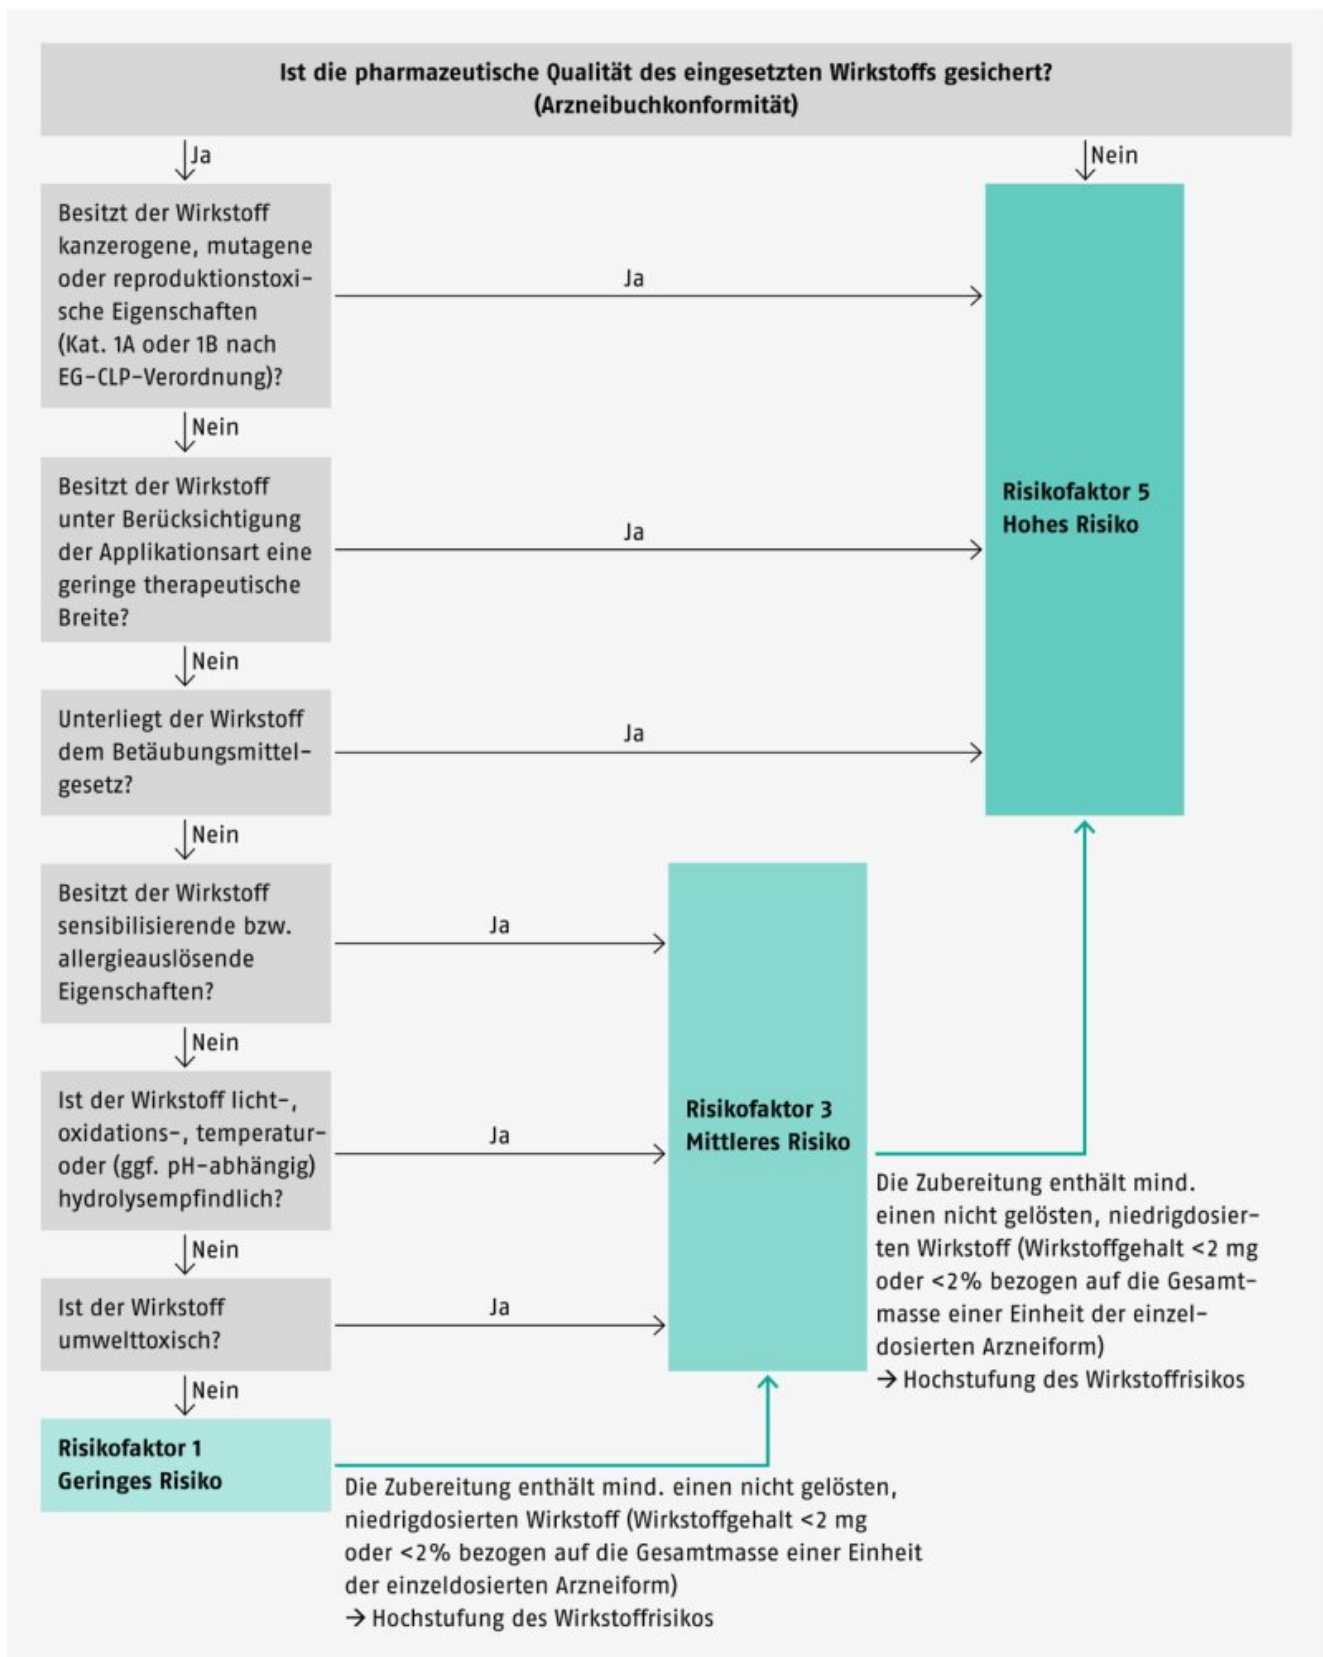 Ist die pharmazeutische Qualität des eingesetzten Wirkstoffs gesichert?
(Arzneibuchkonformität)
Ja
Nein
Besitzt der Wirkstoff
kanzerogene, mutagene
oder reproduktionstoxi-
sche Eigenschaften
(Kat. 1A oder 1B nach
EG-CLP-Verordnung)?
Ja
Nein
Besitzt der Wirkstoff
unter Berücksichtigung
der Applikationsart eine
geringe therapeutische
Breite?
Ja
Risikofaktor 5
Hohes Risiko
Nein
Unterliegt der Wirkstoff
dem Betäubungsmittel-
gesetz?
Ja
Nein
Besitzt der Wirkstoff
sensibilisierende bzw.
allergieauslösende
Eigenschaften?
Ja
Nein
Ist der Wirkstoff licht-,
oxidations-, temperatur-
oder (ggf. pH-abhängig)
hydrolysempfindlich?
Ja
Risikofaktor 3
Mittleres Risiko
Die Zubereitung enthält mind.
einen nicht gelösten, niedrigdosier-
ten Wirkstoff (Wirkstoffgehalt <2 mg
oder <2% bezogen auf die Gesamt-
masse einer Einheit der einzel-
dosierten Arzneiform)
→ Hochstufung des Wirkstoffrisikos
Nein
Ist der Wirkstoff
umwelttoxisch?
Ja
Nein
Risikofaktor 1
Geringes Risiko
Die Zubereitung enthält mind. einen nicht gelösten,
niedrigdosierten Wirkstoff (Wirkstoffgehalt <2 mg
oder <2% bezogen auf die Gesamtmasse einer Einheit
der einzeldosierten Arzneiform)
→ Hochstufung des Wirkstoffrisikos